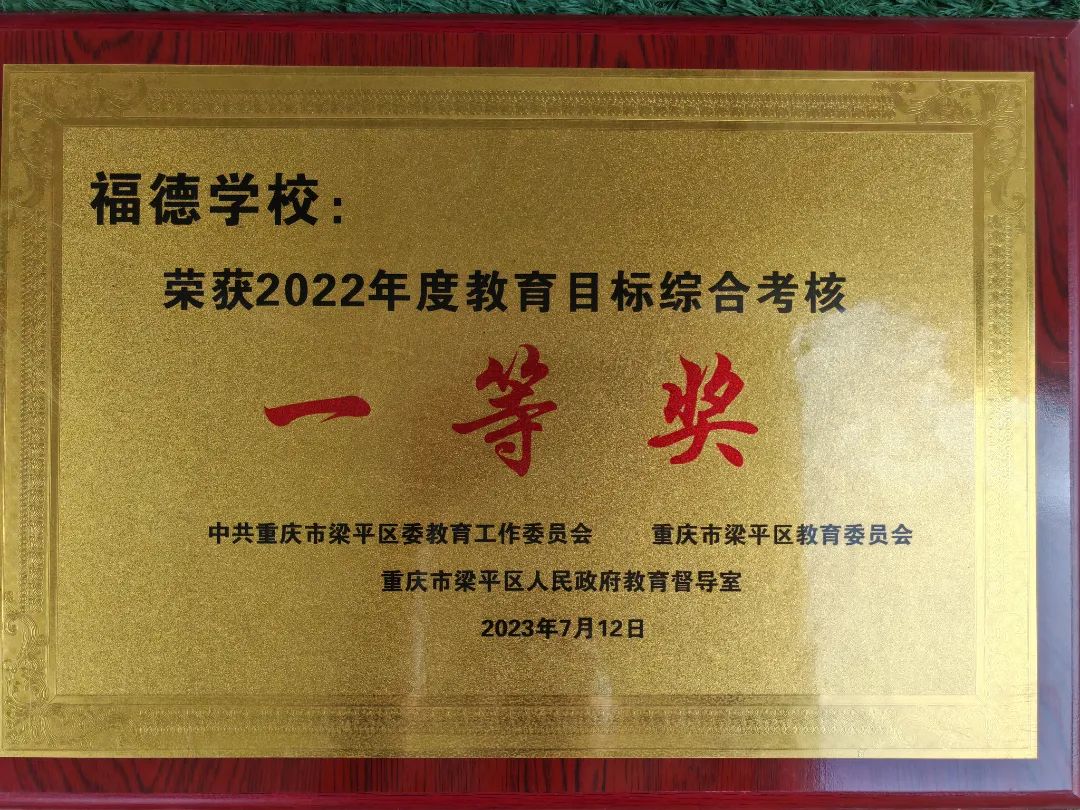 福德学校：
荣获2022年度教育目标综合考核
一等奖
中共重庆市梁平区委教育工作委员会 重庆市梁平区教育委员会
重庆市梁平区人民政府教育督导室
2023年7月12日